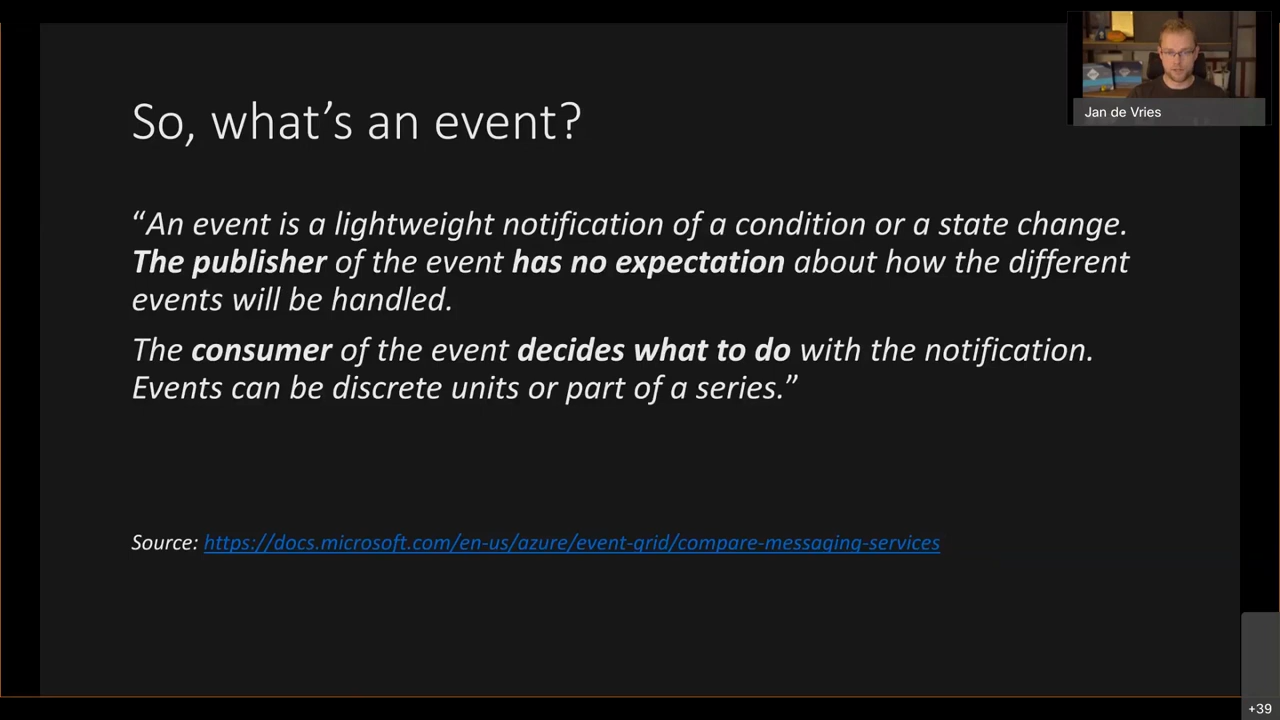 So, what's an event?
Jan de Vries
“An event is a lightweight notification of a condition or a state change.
The publisher of the event has no expectation about how the different
events will be handled.
The consumer of the event decides what to do with the notification.
Events can be discrete units or part of a series.”
Source: https://docs.microsoft.com/en-us/azure/event-grid/compare-messaging-services
+39